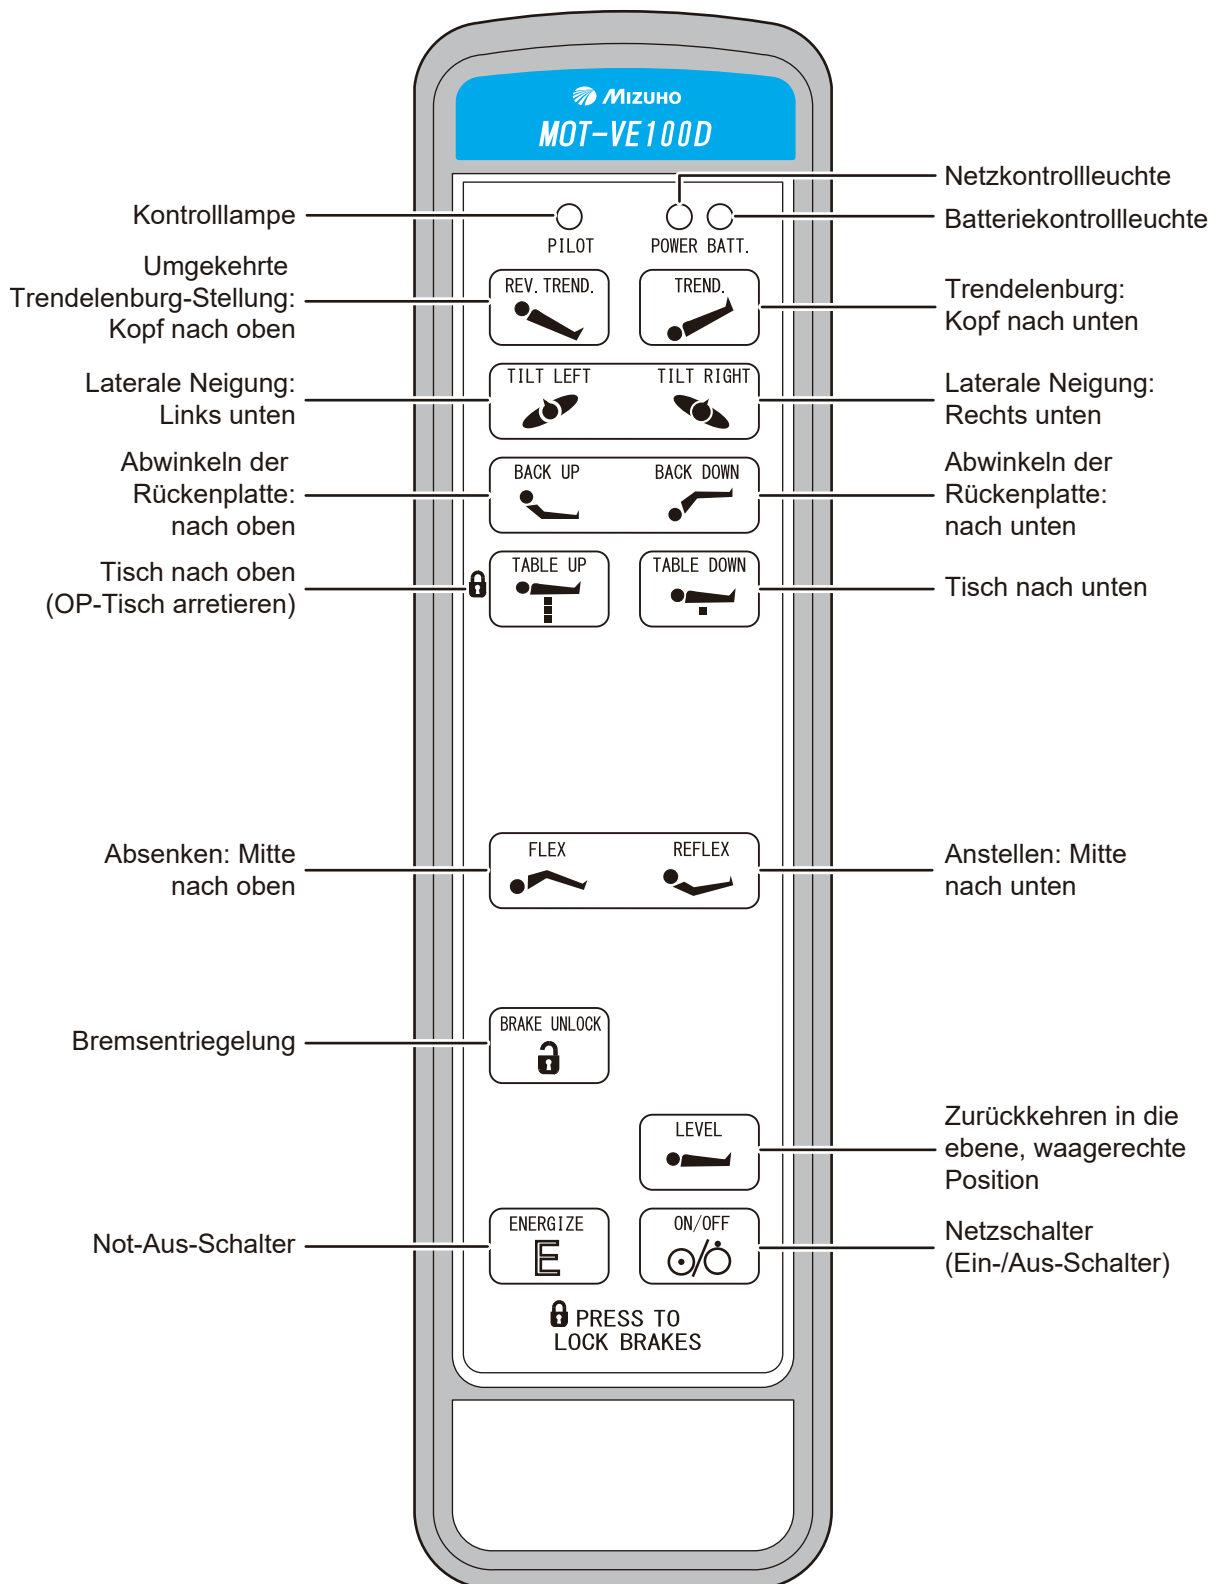 MIZUHO
MOT-VE100D
Kontrolllampe
PILOT
POWER BATT.
Netzkontrollleuchte
Batteriekontrollleuchte
Umgekehrte
Trendelenburg-Stellung:
Kopf nach oben
REV. TREND.
TREND.
Trendelenburg:
Kopf nach unten
Laterale Neigung:
Links unten
TILT LEFT
TILT RIGHT
Laterale Neigung:
Rechts unten
Abwinkeln der
Rückenplatte:
nach oben
BACK UP
BACK DOWN
Abwinkeln der
Rückenplatte:
nach unten
Tisch nach oben
(OP-Tisch arretieren)
TABLE UP
TABLE DOWN
Tisch nach unten
Absenken: Mitte
nach oben
FLEX
REFLEX
Anstellen: Mitte
nach unten
Bremsentriegelung
BRAKE UNLOCK
LEVEL
Zurückkehren in die
ebene, waagerechte
Position
Not-Aus-Schalter
ENERGIZE
E
ON/OFF
Netzschalter
(Ein-/Aus-Schalter)
PRESS TO
LOCK BRAKES